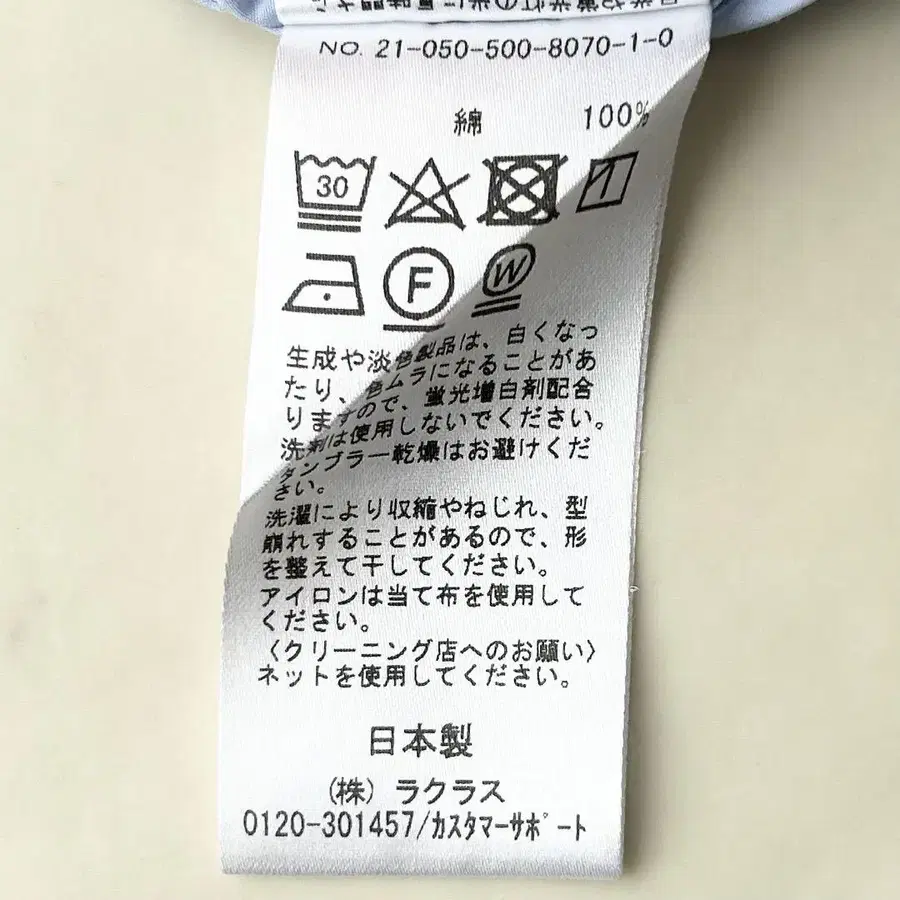 NO. 21-050-500-8070-1-0
綿 100%
30
F
W
生成や淡色製品は、白くなっ
たり、色ムラになることがあ
りますので、蛍光増白剤配合
洗剤は使用しないでください。
タンブラー乾燥はお避けくだ
さい。
洗濯により収縮やねじれ、型
崩れすることがあるので、形
を整えて干してください。
アイロンは当て布を使用して
ください。
〈クリーニング店へのお願い〉
ネットを使用してください。
日本製
(株) ラクラス
0120-301457/カスタマーサポート